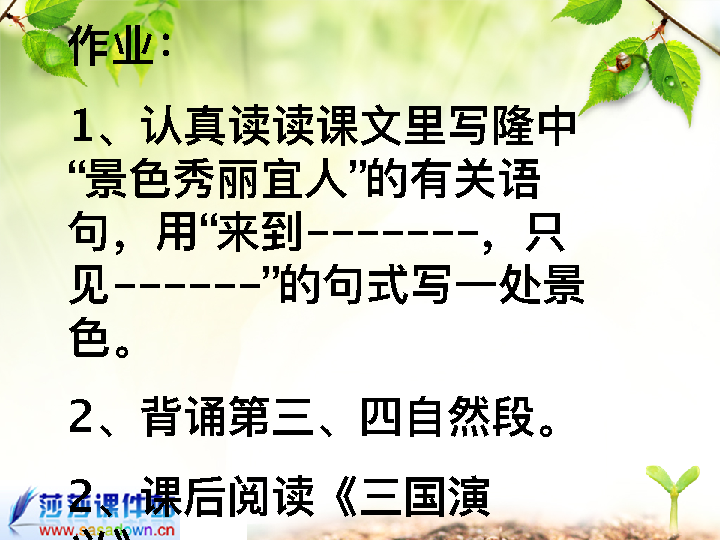 作业：
1、认真读读课文里写隆中
“景色秀丽宜人”的有关语
句，用“来到-------，只
见------”的句式写一处景
色。
2、背诵第三、四自然段。
2、课后阅读《三国演
莎莎课件
www.sasadown.cn